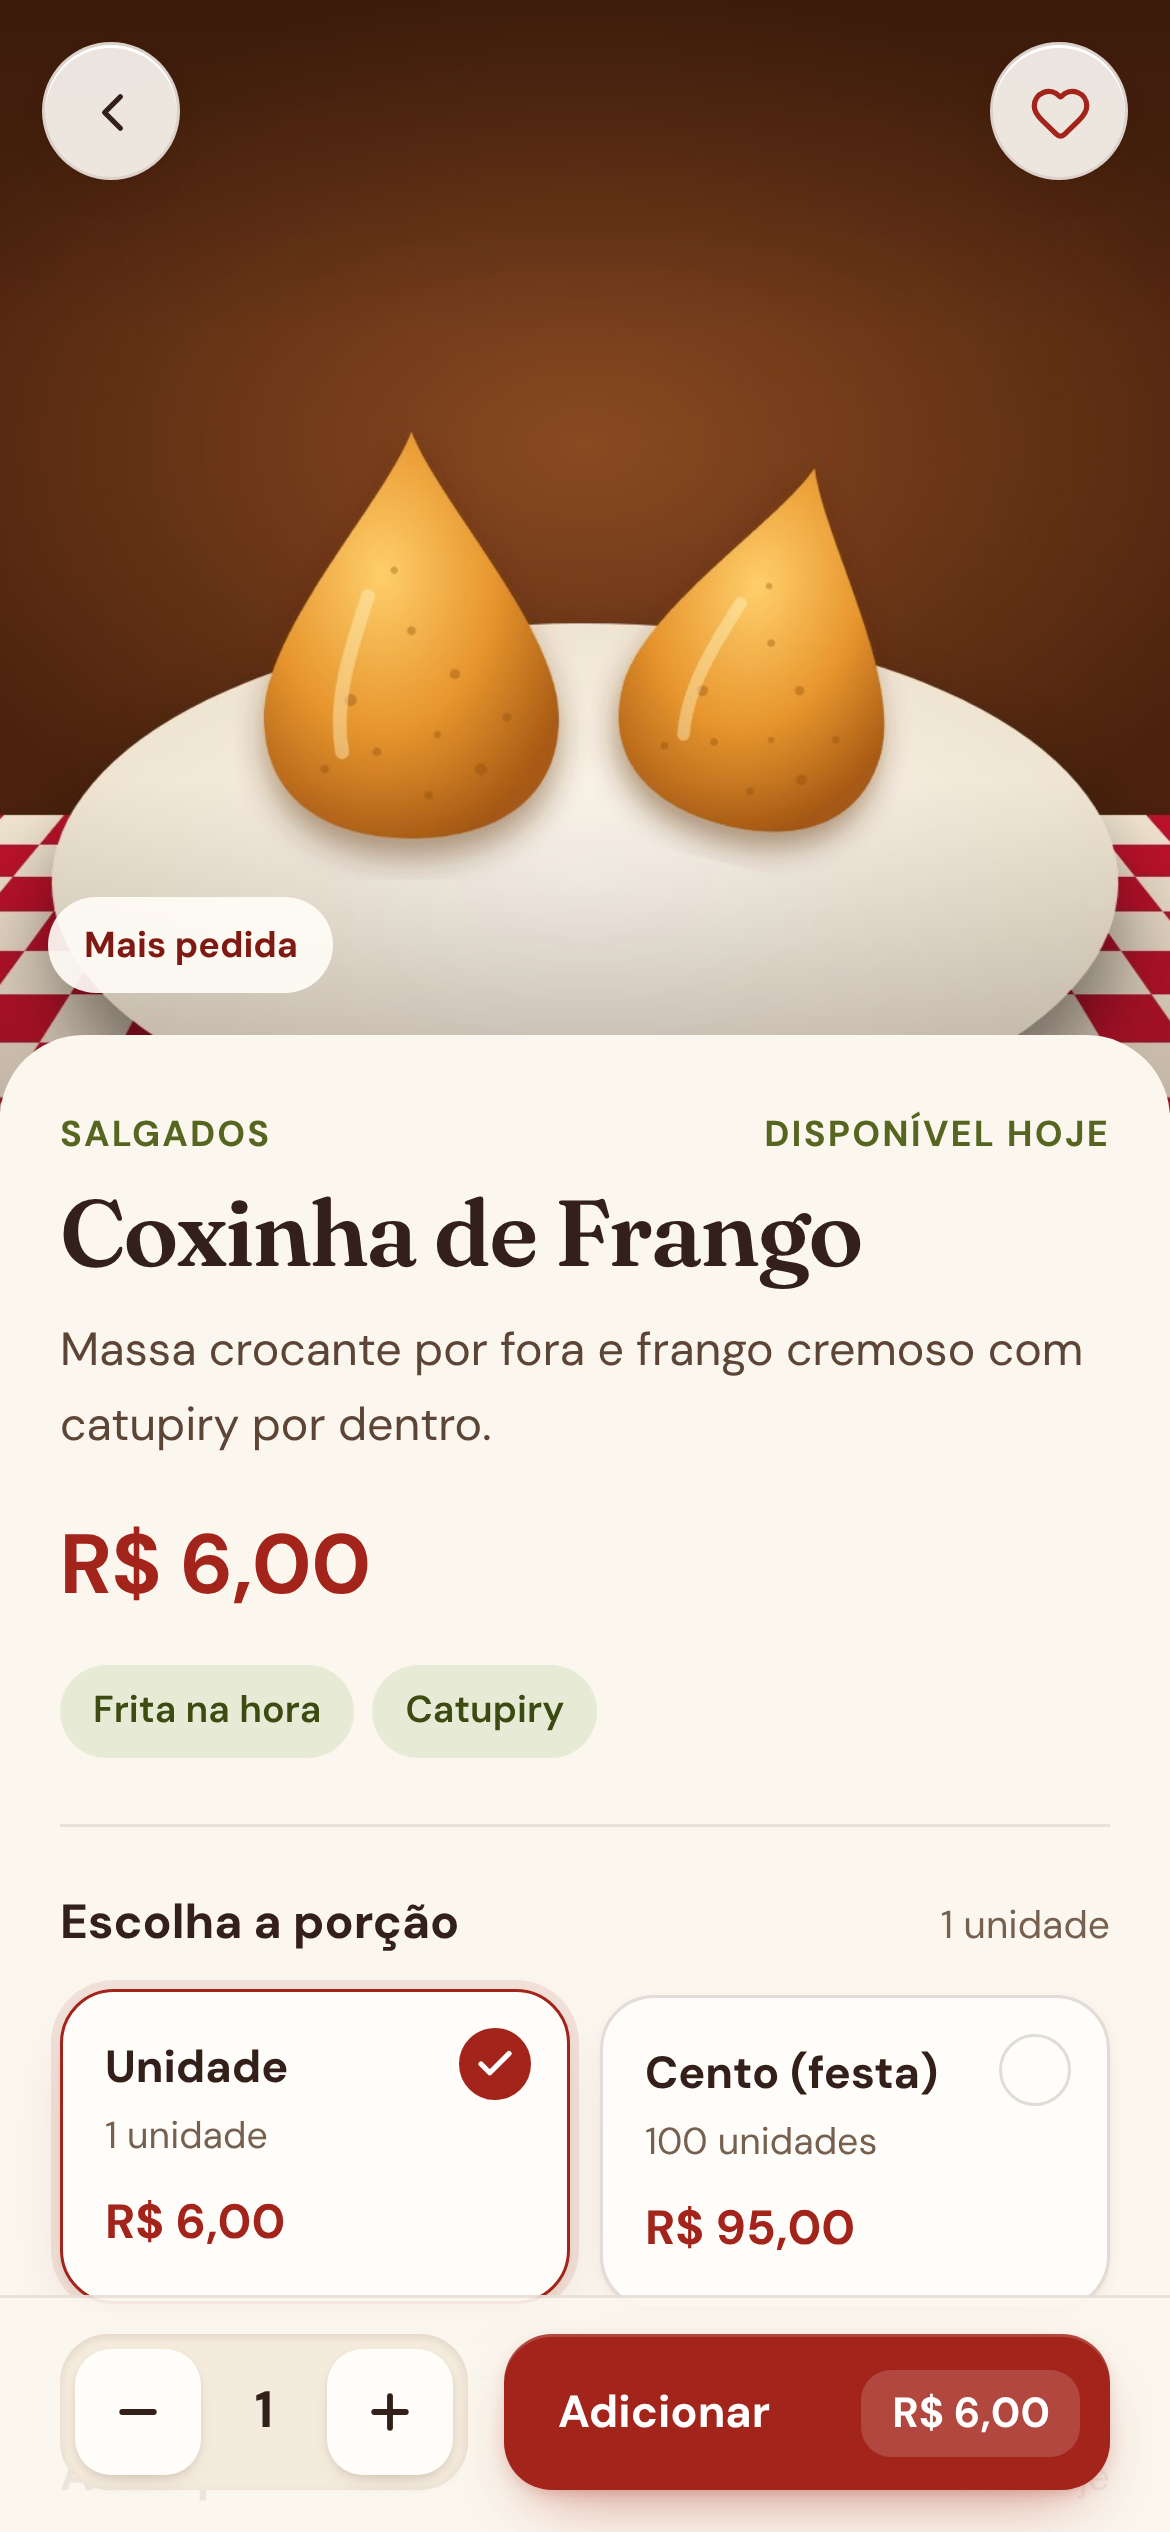 Mais pedida
SALGADOS
DISPONÍVEL HOJE
Coxinha de Frango
Massa crocante por fora e frango cremoso com
catupiry por dentro.
R$ 6,00
Frita na hora
Catupiry
Escolha a porção
1 unidade
Unidade
1 unidade
R$ 6,00
Cento (festa)
100 unidades
R$ 95,00
1
Adicionar
R$ 6,00